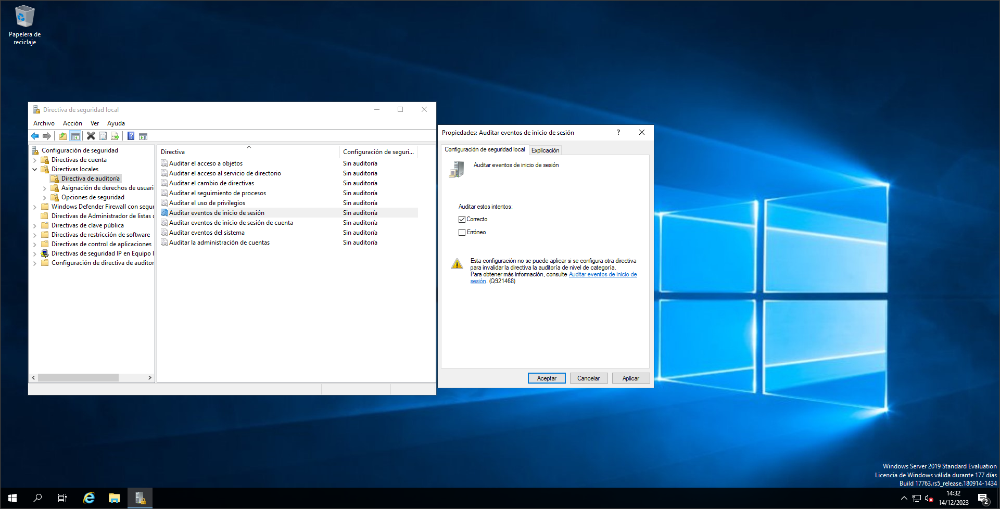 Papelera de
reciclaje
Directiva de seguridad local
Archivo Acción Ver Ayuda
Configuración de seguridad
Directivas de cuenta
Directivas locales
Directiva de auditoría
Asignación de derechos de usuari
Opciones de seguridad
Windows Defender Firewall con segur
Directivas de Administrador de listas
Directivas de clave pública
Directivas de restricción de software
Directivas de control de aplicaciones
Directivas de seguridad IP en Equipo l
Configuración de directiva de auditor
Directiva Configuración de seguri...
Auditar el acceso a objetos Sin auditoría
Auditar el acceso al servicio de directorio Sin auditoría
Auditar el cambio de directivas Sin auditoría
Auditar el seguimiento de procesos Sin auditoría
Auditar el uso de privilegios Sin auditoría
Auditar eventos de inicio de sesión Sin auditoría
Auditar eventos de inicio de sesión de cuenta Sin auditoría
Auditar eventos del sistema Sin auditoría
Auditar la administración de cuentas Sin auditoría
Propiedades: Auditar eventos de inicio de sesión ?
Configuración de seguridad local Explicación
Auditar eventos de inicio de sesión
Auditar estos intentos:
Correcto
Erróneo
Esta configuración no se puede aplicar si se configura otra directiva
para invalidar la directiva la auditoría de nivel de categoría.
Para obtener más información, consulte Auditar eventos de inicio de
sesión. (Q921468)
Aceptar Cancelar Aplicar
Windows Server 2019 Standard Evaluation
Licencia de Windows válida durante 177 días
Build 17763.rs5_release.180914-1434
14:32
14/12/2023
2